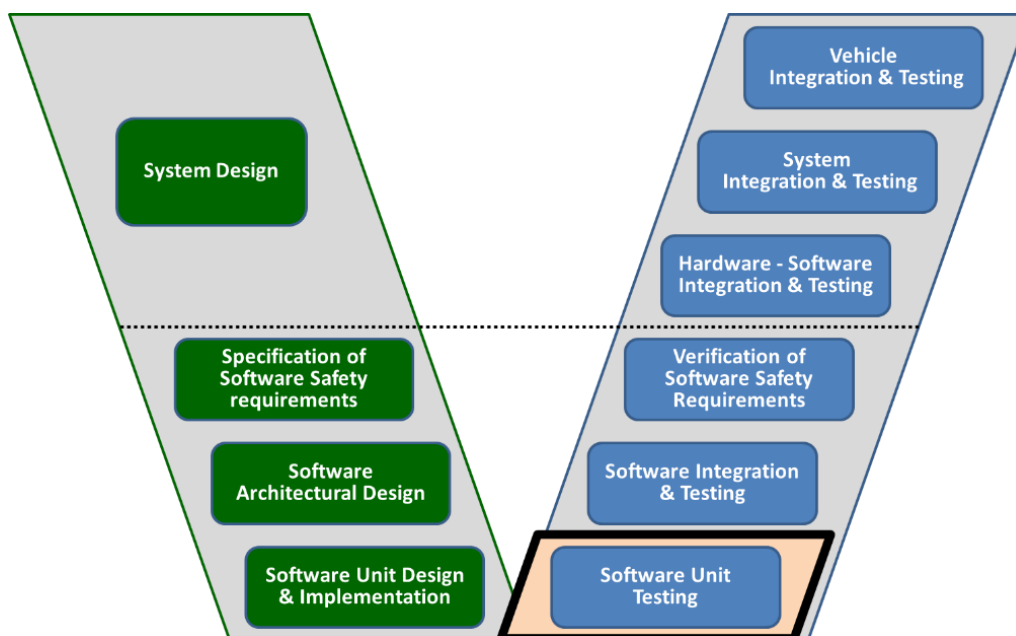 System Design
Specification of
Software Safety
requirements
Software
Architectural Design
Software Unit Design
& Implementation
Vehicle
Integration & Testing
System
Integration & Testing
Hardware - Software
Integration & Testing
Verification of
Software Safety
Requirements
Software Integration
& Testing
Software Unit
Testing